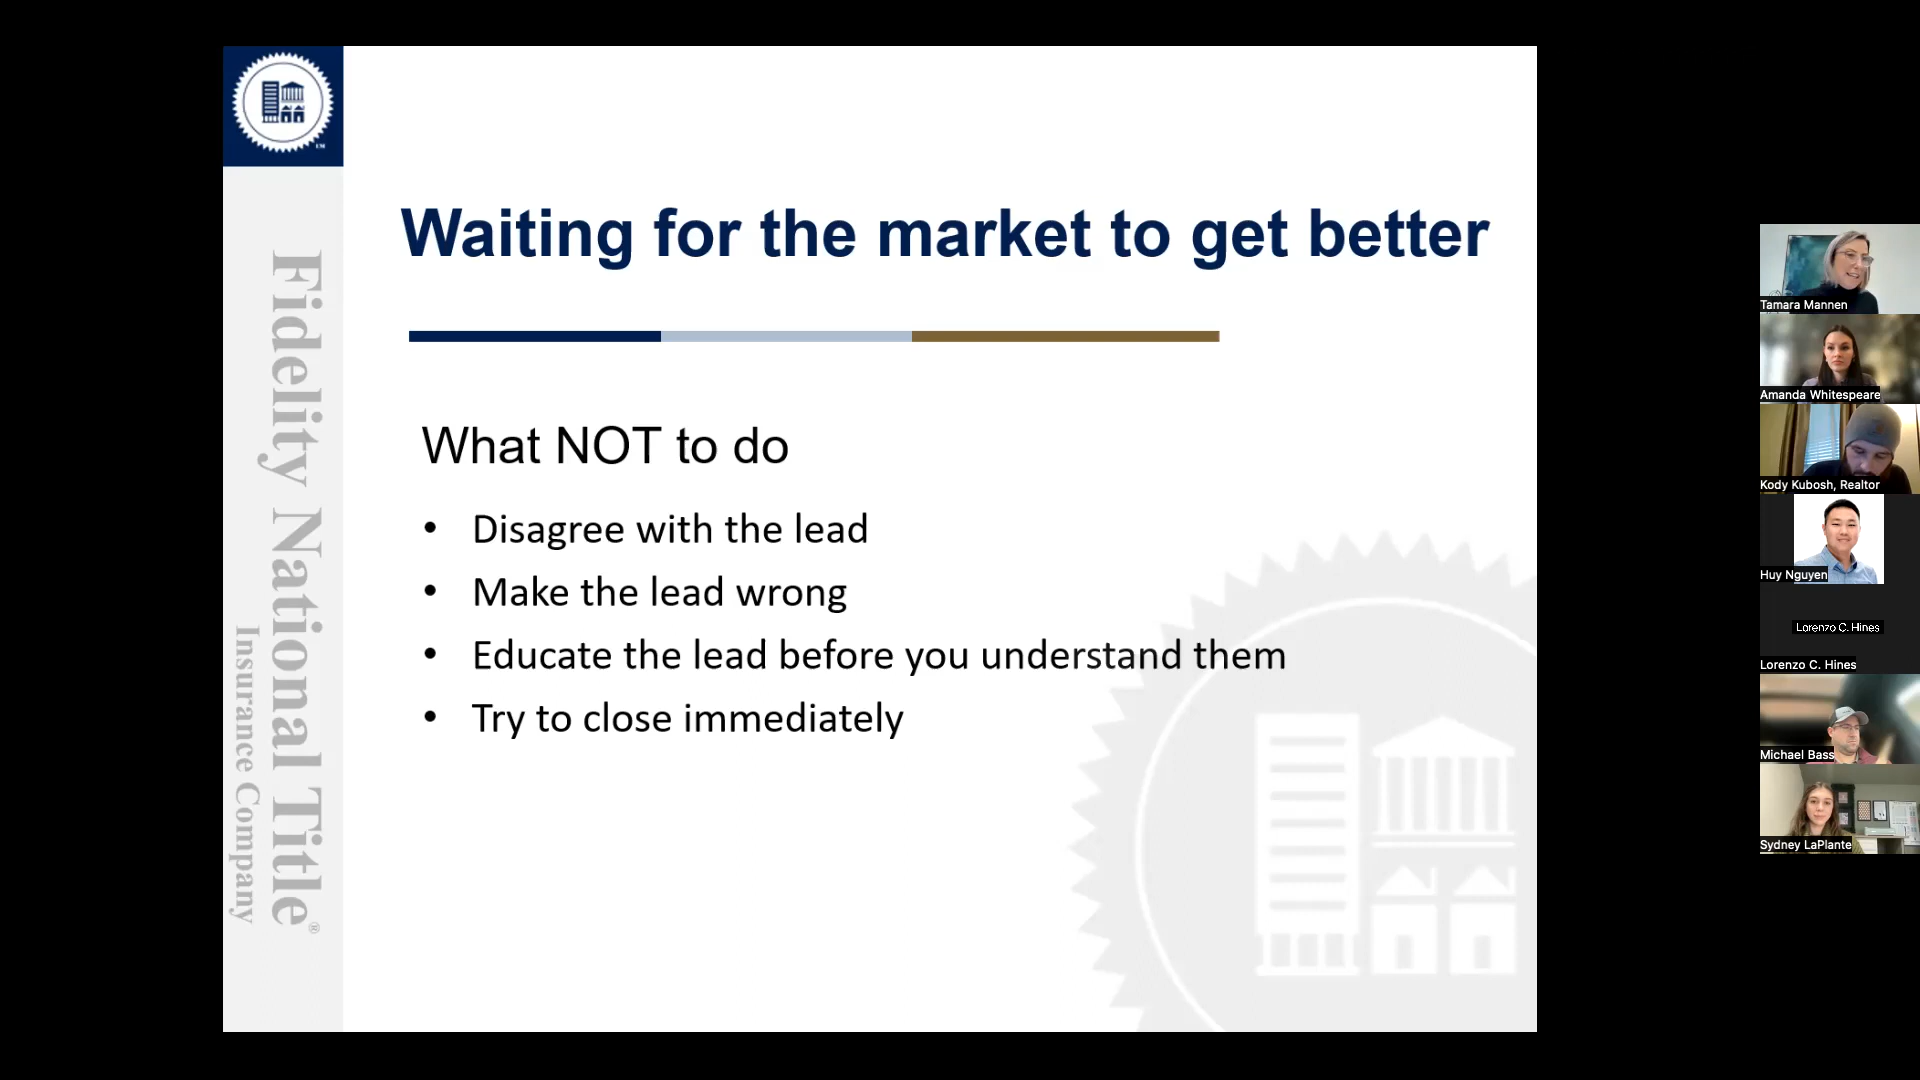 Fidelity National Title®
Insurance Company
Waiting for the market to get better
What NOT to do
• Disagree with the lead
• Make the lead wrong
• Educate the lead before you understand them
• Try to close immediately
Tamara Mannen
Amanda Whitespeare
Kody Kubosh, Realtor
Huy Nguyen
Lorenzo C. Hines
Lorenzo C. Hines
Michael Bass
Sydney LaPlante